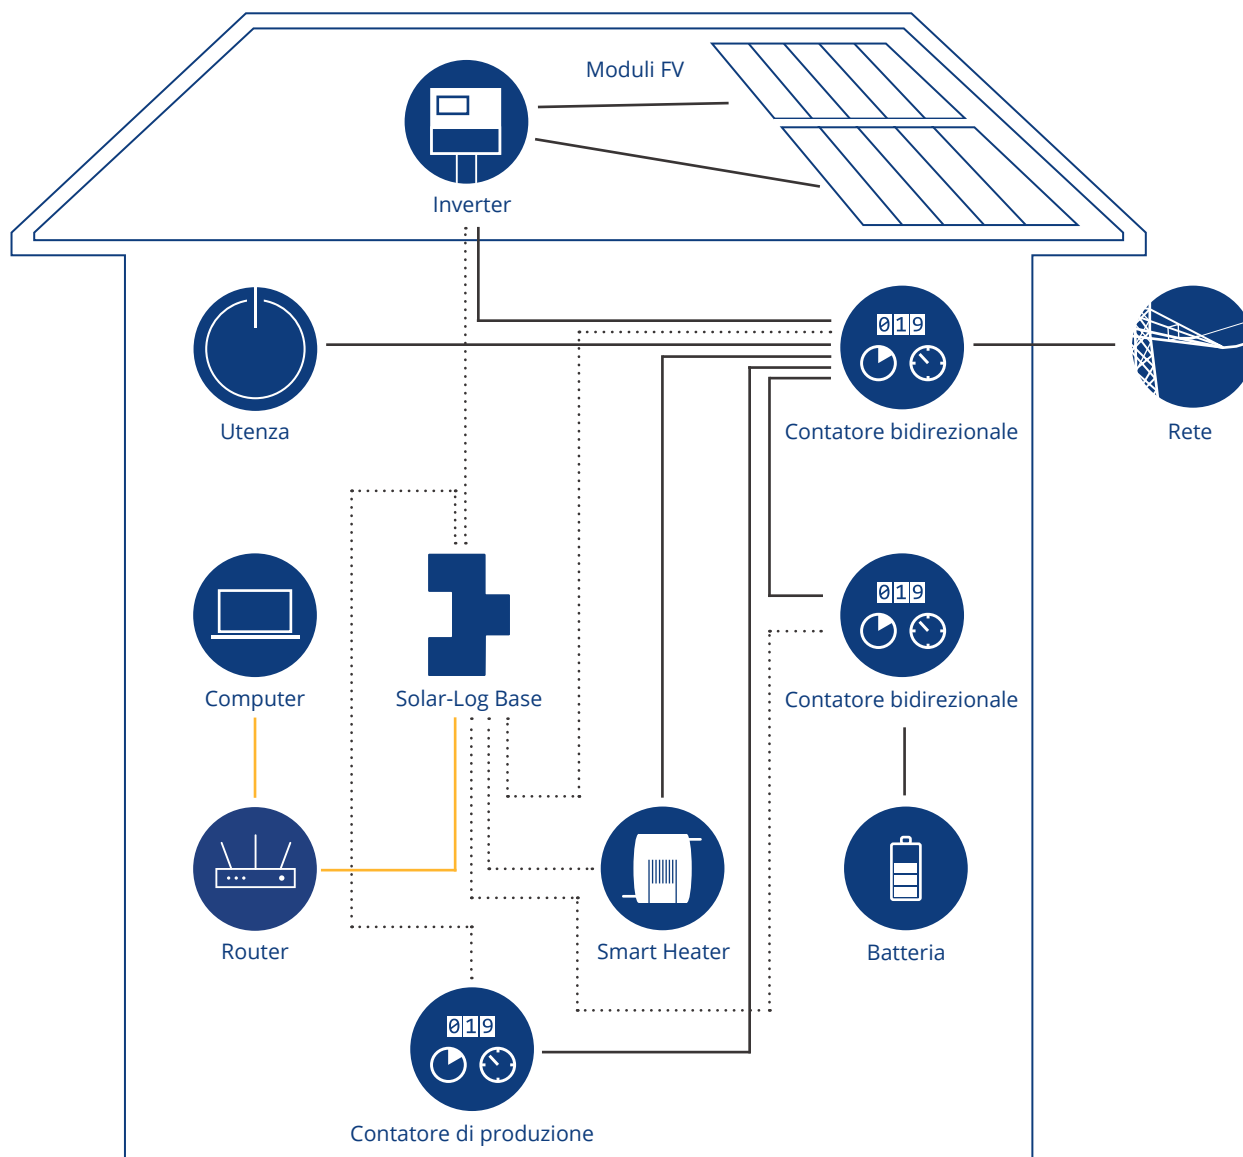 Moduli FV
Inverter
019
Utenza
Contatore bidirezionale
Rete
019
Computer
Solar-Log Base
Contatore bidirezionale
Router
Smart Heater
Batteria
019
Contatore di produzione